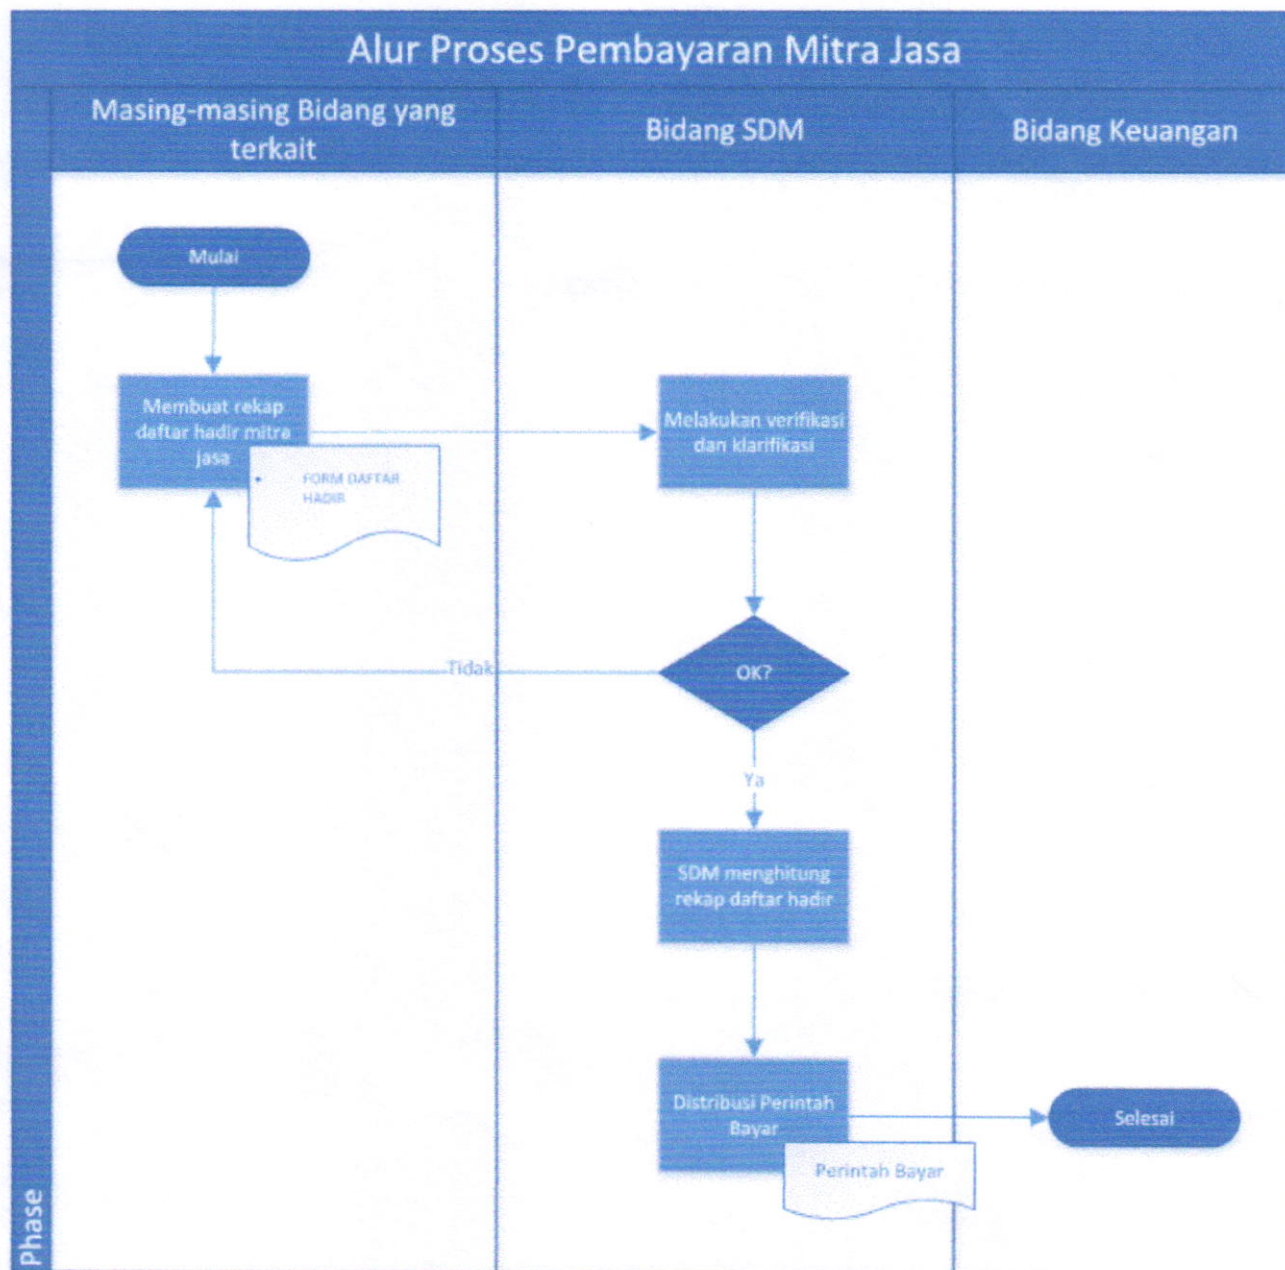 Alur Proses Pembayaran Mitra Jasa
Masing-masing Bidang yang
terkait
Bidang SDM
Bidang Keuangan
Mulai
Membuat rekap
daftar hadir mitra
jasa
• FORM DAFTAR
HADIR
Melakukan verifikasi
dan klarifikasi
OK?
Tidak
Ya
SDM menghitung
rekap daftar hadir
Distribusi Perintah
Bayar
Perintah Bayar
Selesai
Phase